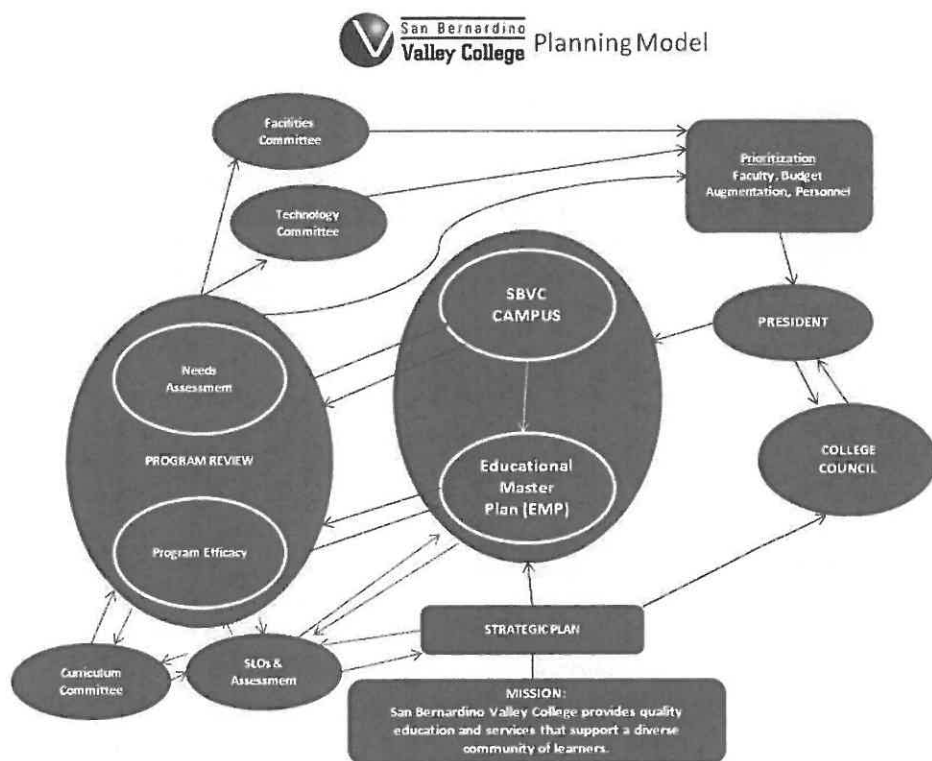 San Bernardino
Valley College
Planning Model
Facilities
Committee
Prioritization
Faculty, Budget
Augmentation, Personnel
Technology
Committee
SBVC
CAMPUS
PRESIDENT
Needs
Assessment
PROGRAM REVIEW
COLLEGE
COUNCIL
Educational
Master
Plan (EMP)
Program Efficacy
STRATEGIC PLAN
Curriculum
Committee
SLOs &
Assessment
MISSION:
San Bernardino Valley College provides quality
education and services that support a diverse
community of learners.